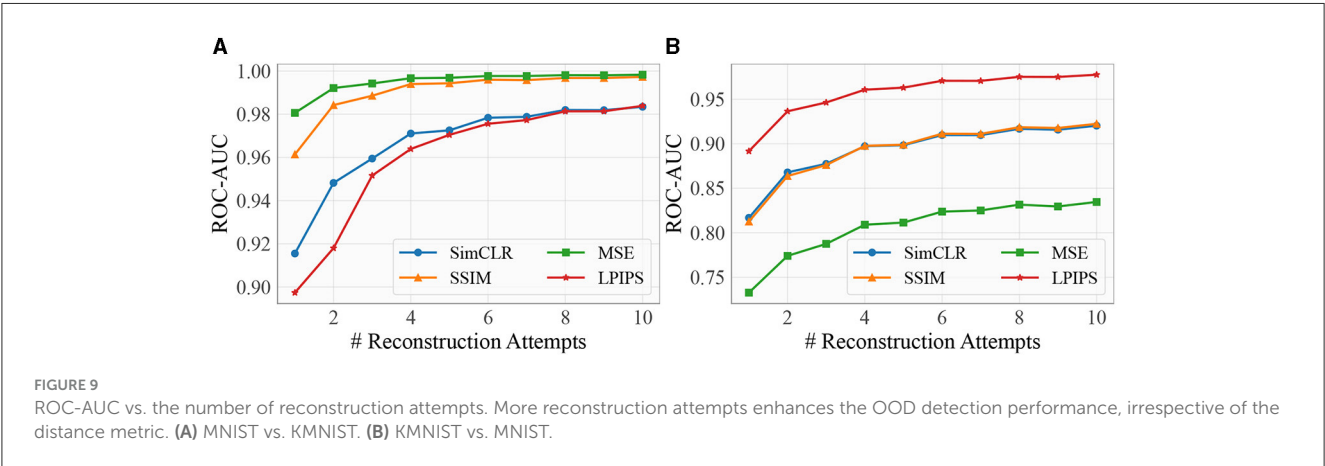 A
B
1.00
0.98
0.96
0.94
0.92
0.90
ROC-AUC
SimCLR
SSIM
MSE
LPIPS
2 4 6 8 10
# Reconstruction Attempts
0.95
0.90
0.85
0.80
0.75
ROC-AUC
SimCLR
SSIM
MSE
LPIPS
2 4 6 8 10
# Reconstruction Attempts
FIGURE 9
ROC-AUC vs. the number of reconstruction attempts. More reconstruction attempts enhances the OOD detection performance, irrespective of the
distance metric. (A) MNIST vs. KMNIST. (B) KMNIST vs. MNIST.